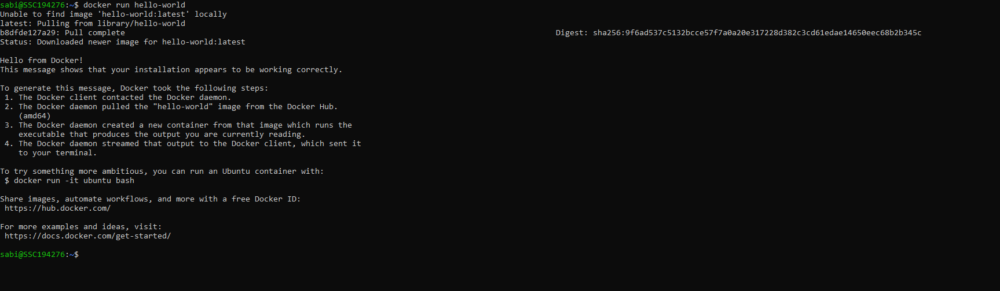 sabi@SSC194276:~$ docker run hello-world
Unable to find image 'hello-world:latest' locally
latest: Pulling from library/hello-world
b8dfde127a29: Pull complete Digest: sha256:9f6ad537c5132bcce57f7a0a20e317228d382c3cd61edae14650eec68b2b345c
Status: Downloaded newer image for hello-world:latest
Hello from Docker!
This message shows that your installation appears to be working correctly.
To generate this message, Docker took the following steps:
1. The Docker client contacted the Docker daemon.
2. The Docker daemon pulled the "hello-world" image from the Docker Hub.
(amd64)
3. The Docker daemon created a new container from that image which runs the
executable that produces the output you are currently reading.
4. The Docker daemon streamed that output to the Docker client, which sent it
to your terminal.
To try something more ambitious, you can run an Ubuntu container with:
$ docker run -it ubuntu bash
Share images, automate workflows, and more with a free Docker ID:
https://hub.docker.com/
For more examples and ideas, visit:
https://docs.docker.com/get-started/
sabi@SSC194276:~$